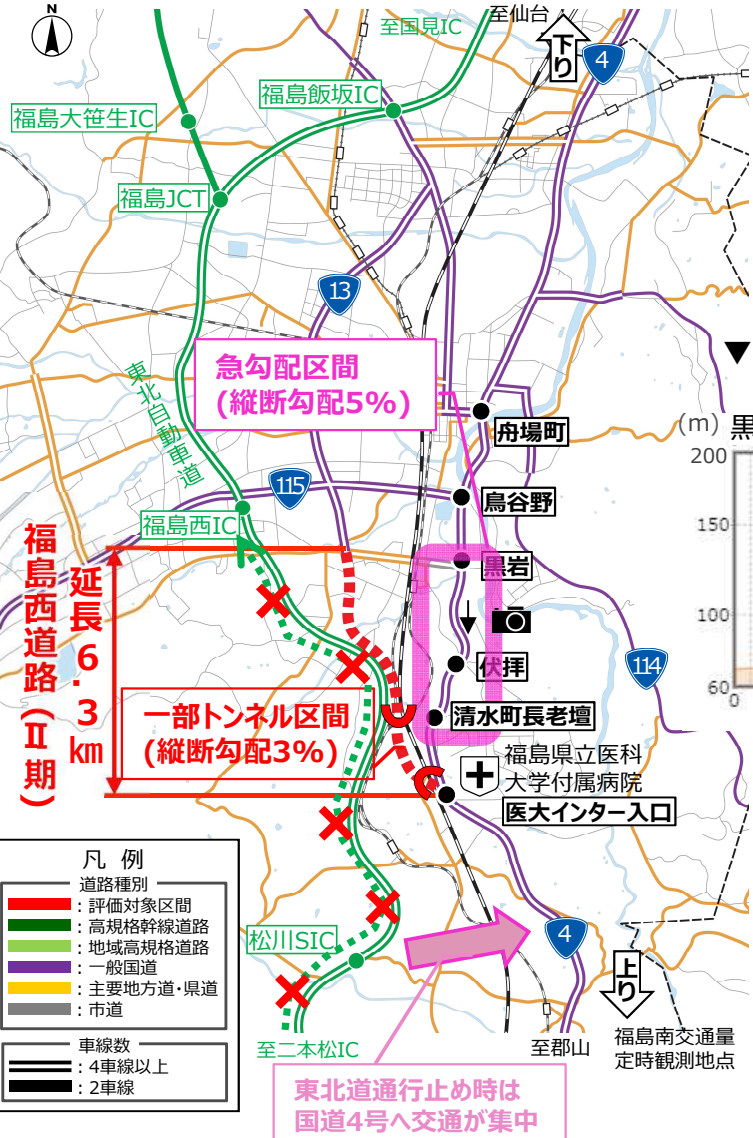 N
至国見IC
至仙台
下り
4
福島飯坂IC
福島大笹生IC
福島JCT
13
急勾配区間
(縦断勾配5%)
東北自動車道
舟場町
(m) 黒
200
115
鳥谷野
150
福島西IC
黒岩
福島西道路(Ⅱ期)
延長6.3km
100
伏拝
114
60
0
一部トンネル区間
(縦断勾配3%)
清水町長老壇
福島県立医科
大学付属病院
医大インター入口
凡 例
道路種別
:評価対象区間
:高規格幹線道路
:地域高規格道路
:一般国道
:主要地方道・県道
:市道
車線数
:4車線以上
:2車線
松川SIC
4
上り
至二本松IC
至郡山
福島南交通量
定時観測地点
東北道通行止め時は
国道4号へ交通が集中